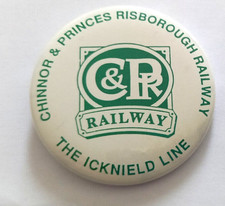 CHINNOR & PRINCES RISBOROUGH RAILWAY
C&PR
RAILWAY
THE ICKNIELD LINE